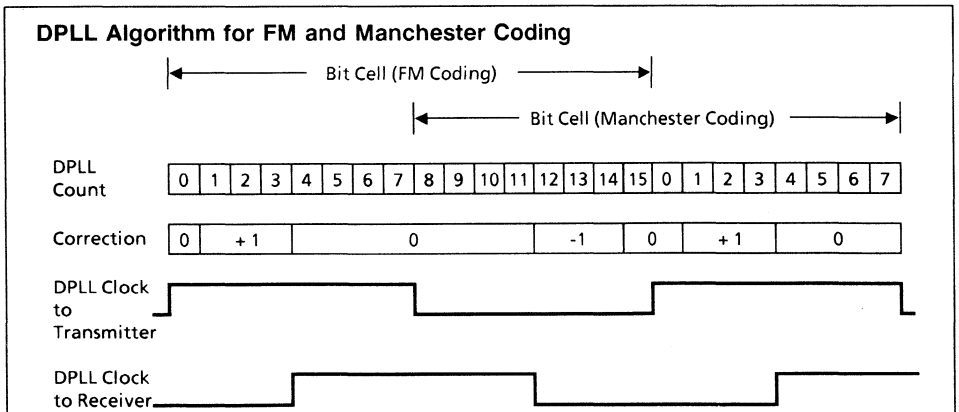 DPLL Algorithm for FM and Manchester Coding
Bit Cell (FM Coding)
Bit Cell (Manchester Coding)
DPLL
Count
0 1 2 3 4 5 6 7 8 9 10 11 12 13 14 15 0 1 2 3 4 5 6 7
Correction 0 + 1 0 -1 0 + 1 0
DPLL Clock
to
Transmitter
DPLL Clock
to Receiver